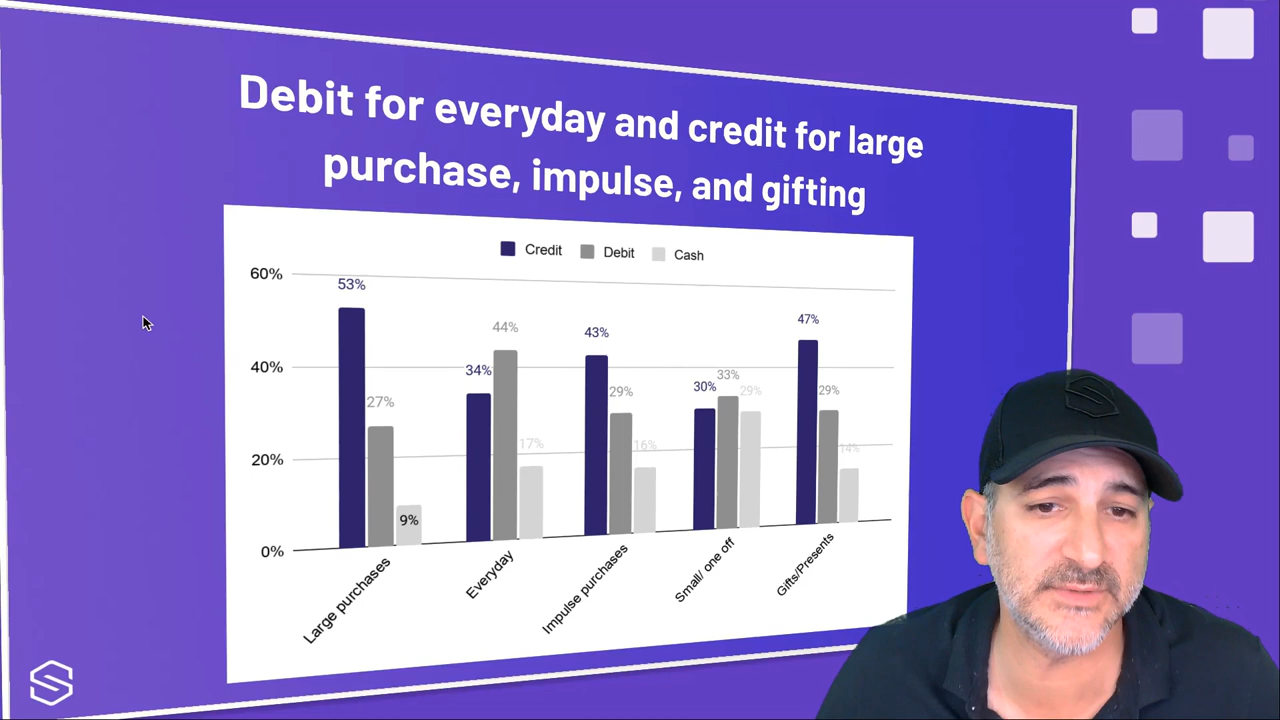 Debit for everyday and credit for large
purchase, impulse, and gifting
Credit Debit Cash
60%
40%
20%
0%
53% 27% 9%
34% 44% 17%
43% 29% 16%
30% 33% 29%
47% 29% 14%
Large purchases
Everyday
Impulse purchases
Small/ one off
Gifts/Presents